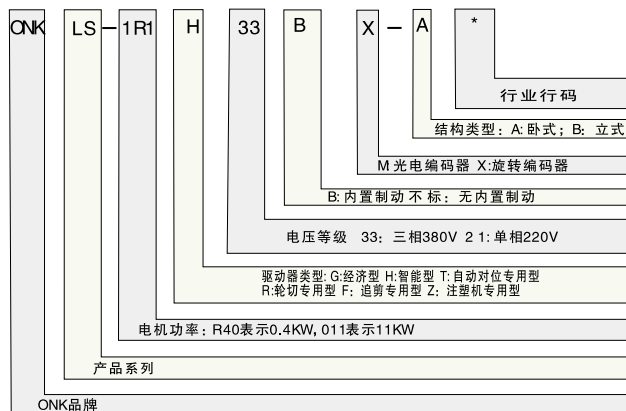 ONK LS-1R1 H 33 B X-A *
行业行码
结构类型: A:卧式; B: 立式
M光电编码器 X:旋转编码器
B:内置制动 不 标: 无内置制动
电压等级 33: 三相380V 2 1:单相220V
驱动器类型: G:经济型 H:智能型 T:自动对位专用型
R:轮切专用型 F: 追剪专用型 Z: 注塑机专用型
电机功率: R40表示0.4KW, 011表示11KW
产品系列
ONK品牌